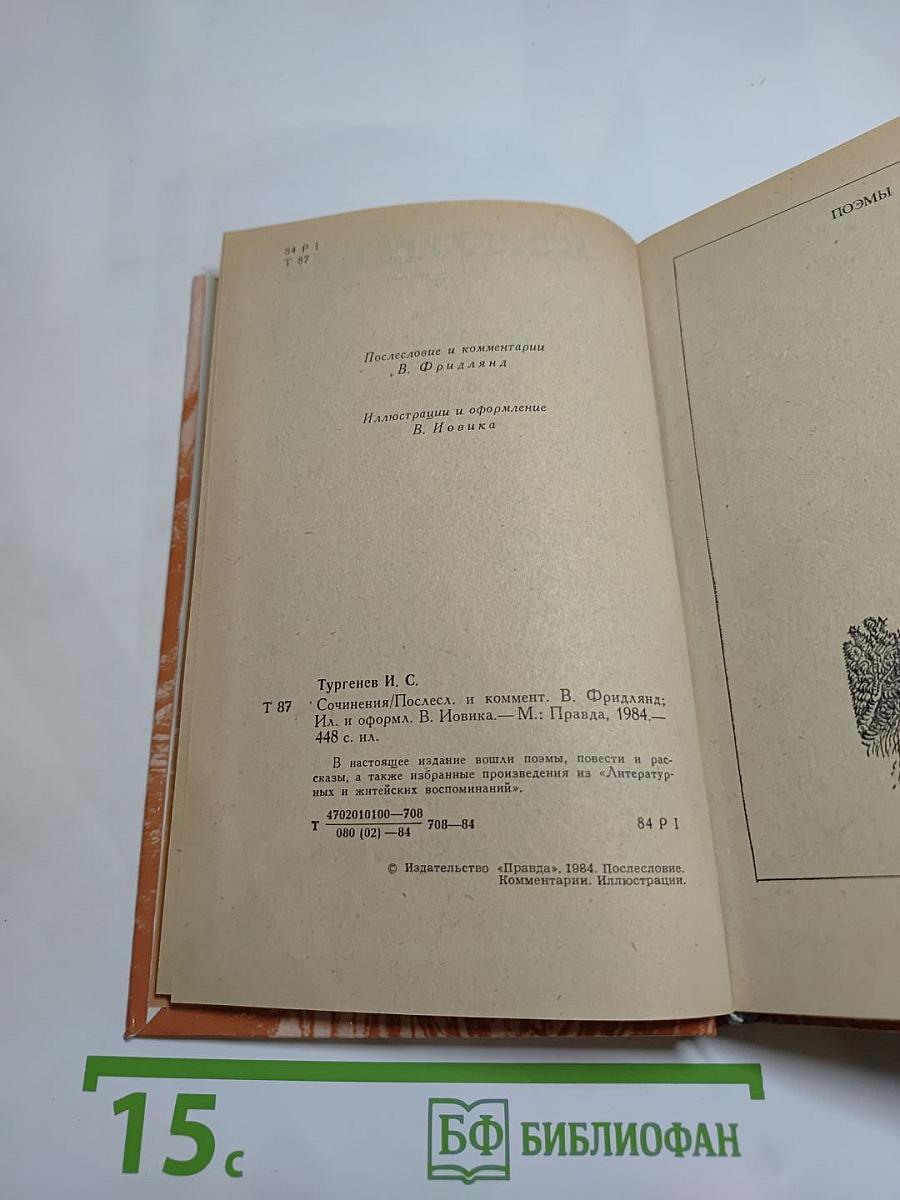 84 Р 1
Т 87
Послесловие и комментарии
В. Фридлянд
Иллюстрации и оформление
В. Иовика
Тургенев И. С.
Т 87 Сочинения/Послесл. и коммент. В. Фридлянд;
Ил. и оформл. В. Иовика.— М.: Правда, 1984.—
448 с. ил.
В настоящее издание вошли поэмы, повести и рас-
сказы, а также избранные произведения из «Литератур-
ных и житейских воспоминаний».
4702010100—708
Т 708—84 84 Р 1
080 (02) —84
© Издательство «Правда». 1984. Послесловие.
Комментарии. Иллюстрации.
ПОЭМЫ
15 с
БФ БИБЛИОФАН